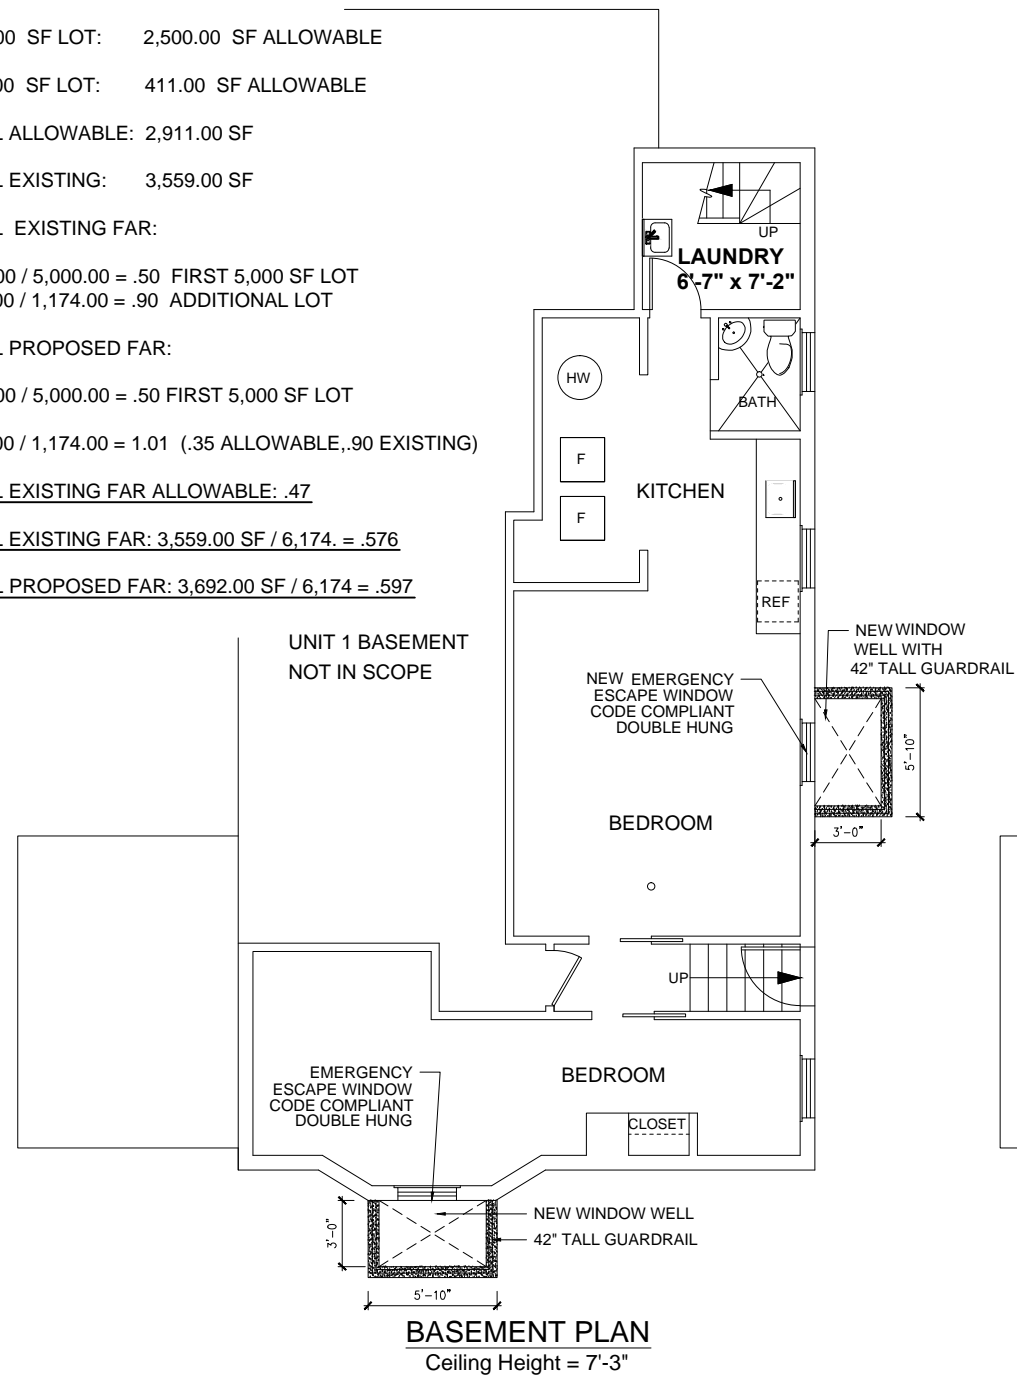 00 SF LOT: 2,500.00 SF ALLOWABLE
00 SF LOT: 411.00 SF ALLOWABLE
L ALLOWABLE: 2,911.00 SF
L EXISTING: 3,559.00 SF
L EXISTING FAR:
00 / 5,000.00 = .50 FIRST 5,000 SF LOT
00 / 1,174.00 = .90 ADDITIONAL LOT
L PROPOSED FAR:
00 / 5,000.00 = .50 FIRST 5,000 SF LOT
00 / 1,174.00 = 1.01 (.35 ALLOWABLE,.90 EXISTING)
L EXISTING FAR ALLOWABLE: .47
L EXISTING FAR: 3,559.00 SF / 6,174. = .576
L PROPOSED FAR: 3,692.00 SF / 6,174 = .597
UP
LAUNDRY
6'-7" x 7'-2"
HW
BATH
F
KITCHEN
F
REF
UNIT 1 BASEMENT
NOT IN SCOPE
NEW WINDOW
WELL WITH
42" TALL GUARDRAIL
NEW EMERGENCY
ESCAPE WINDOW
CODE COMPLIANT
DOUBLE HUNG
5'-10"
3'-0"
BEDROOM
UP
BEDROOM
EMERGENCY
ESCAPE WINDOW
CODE COMPLIANT
DOUBLE HUNG
CLOSET
NEW WINDOW WELL
42" TALL GUARDRAIL
3'-0"
5'-10"
BASEMENT PLAN
Ceiling Height = 7'-3"